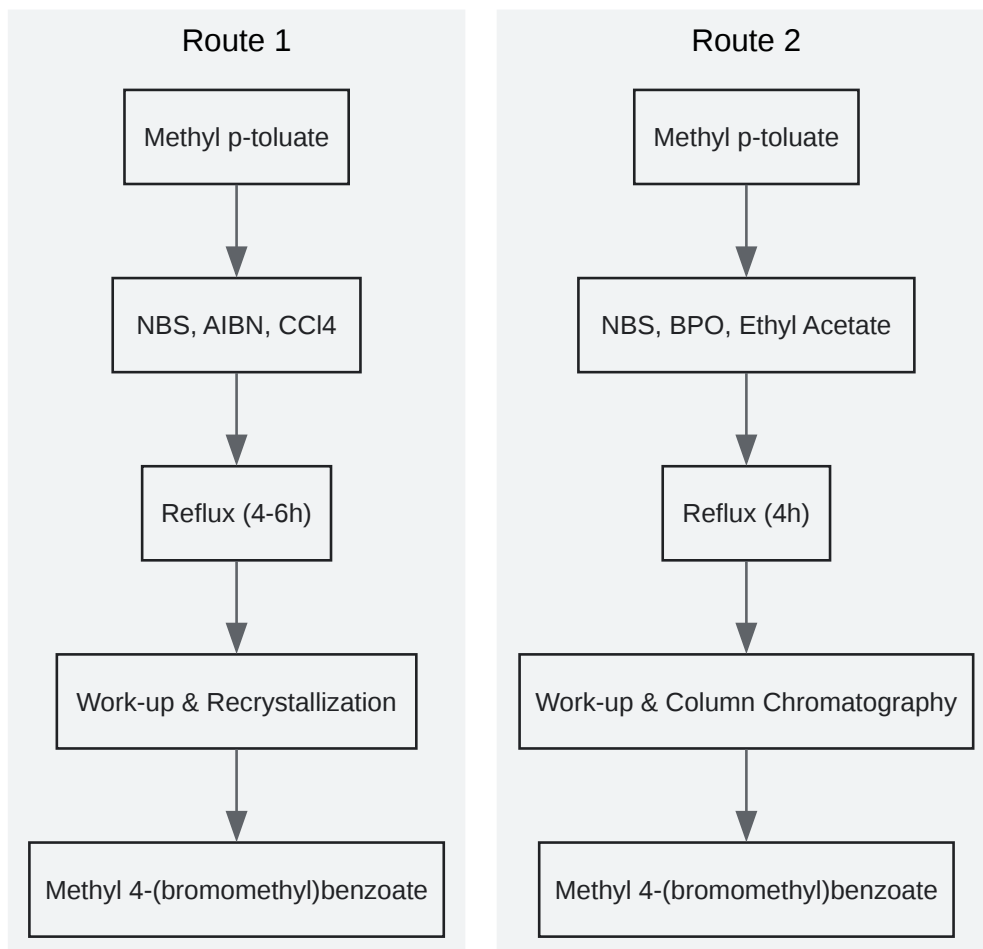 Route 1
Methyl p-toluate
NBS, AIBN, CCl4
Reflux (4-6h)
Work-up & Recrystallization
Methyl 4-(bromomethyl)benzoate
Route 2
Methyl p-toluate
NBS, BPO, Ethyl Acetate
Reflux (4h)
Work-up & Column Chromatography
Methyl 4-(bromomethyl)benzoate